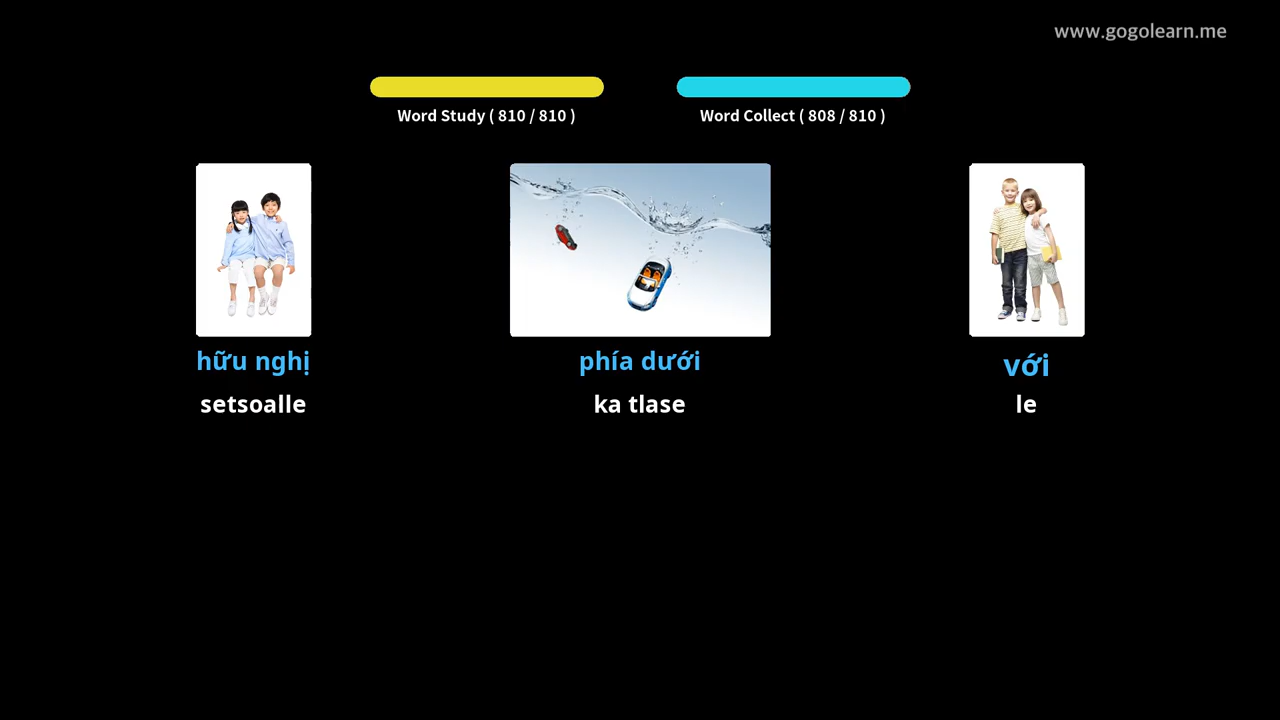 www.gogolearn.me
Word Study ( 810 / 810 )
Word Collect ( 808 / 810 )
hữu nghị
phía dưới
với
setsoalle
ka tlase
le